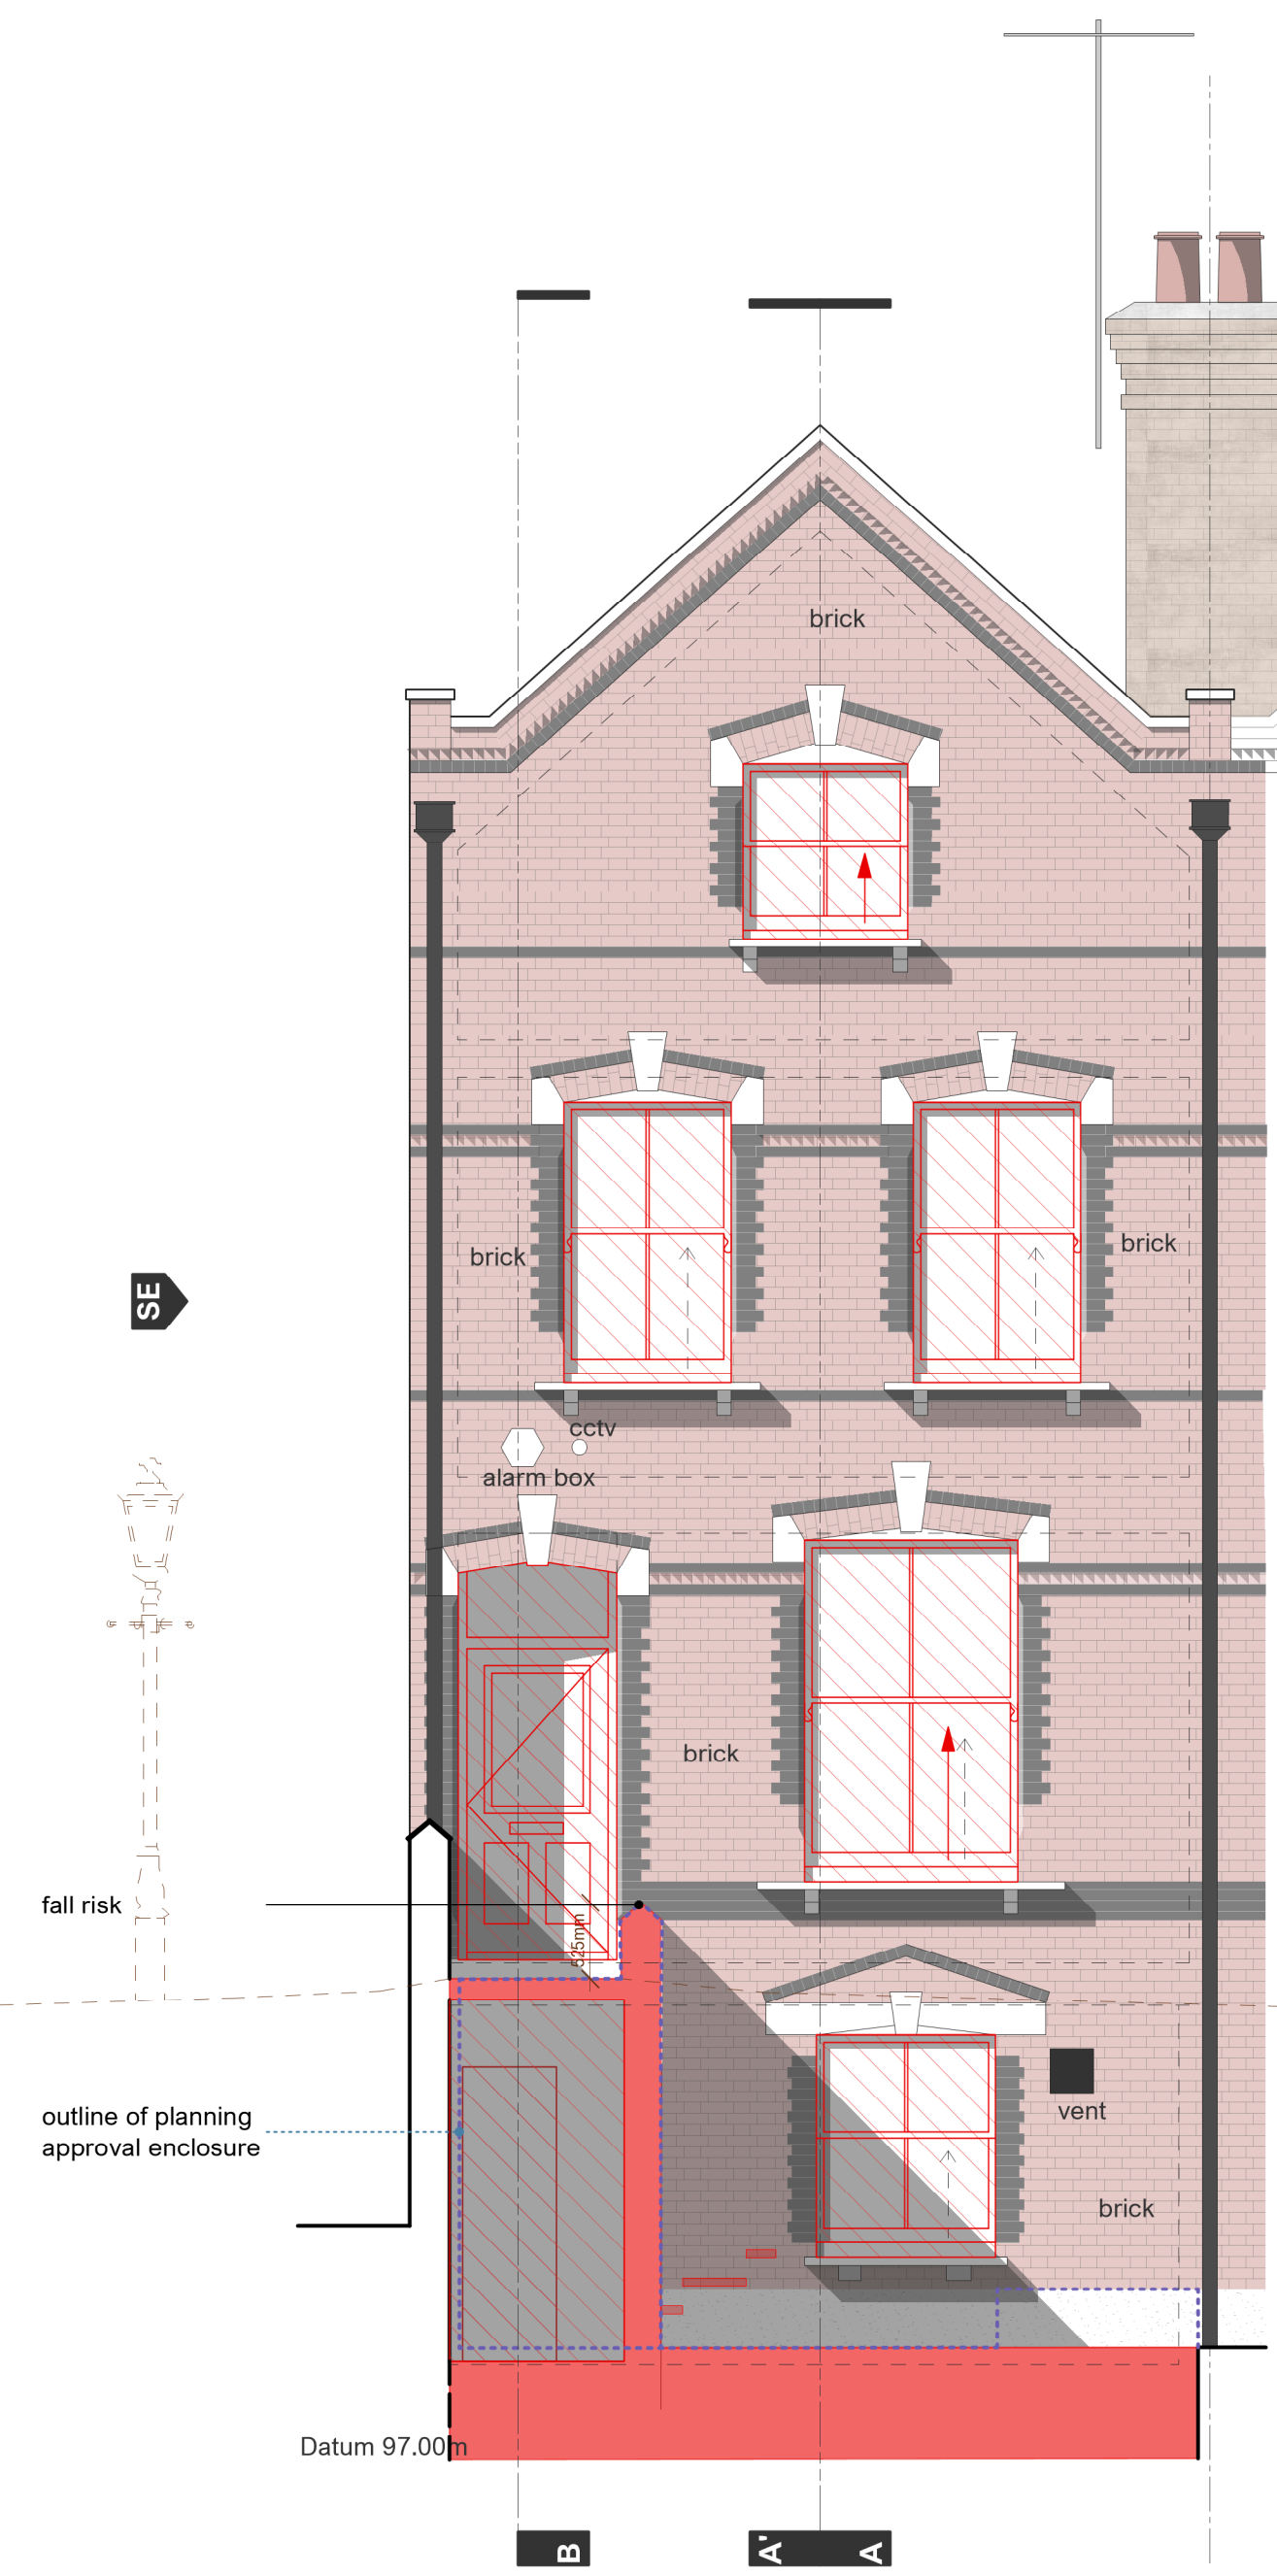 brick
SE
brick
brick
cctv
alarm box
brick
fall risk
525mm
outline of planning
approval enclosure
vent
brick
Datum 97.00m
B
A'
A